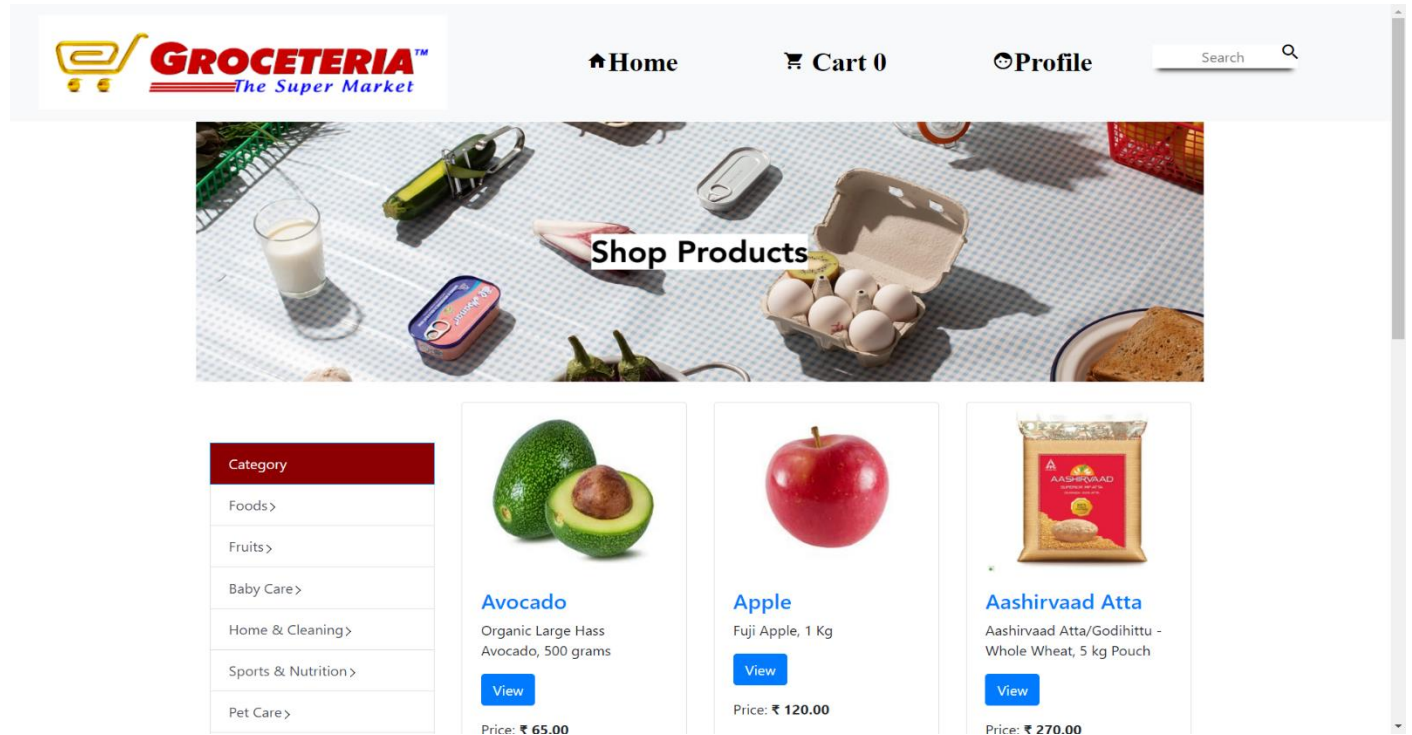 GROCETERIA™
The Super Market
Home
Cart 0
Profile
Search
Shop Products
Category
Foods>
Fruits>
Baby Care>
Home & Cleaning>
Sports & Nutrition>
Pet Care>
Avocado
Organic Large Hass
Avocado, 500 grams
View
Price: ₹ 65.00
Apple
Fuji Apple, 1 Kg
View
Price: ₹ 120.00
AASHIRVAAD
Aashirvaad Atta
Aashirvaad Atta/Godihittu -
Whole Wheat, 5 kg Pouch
View
Price: ₹ 270.00